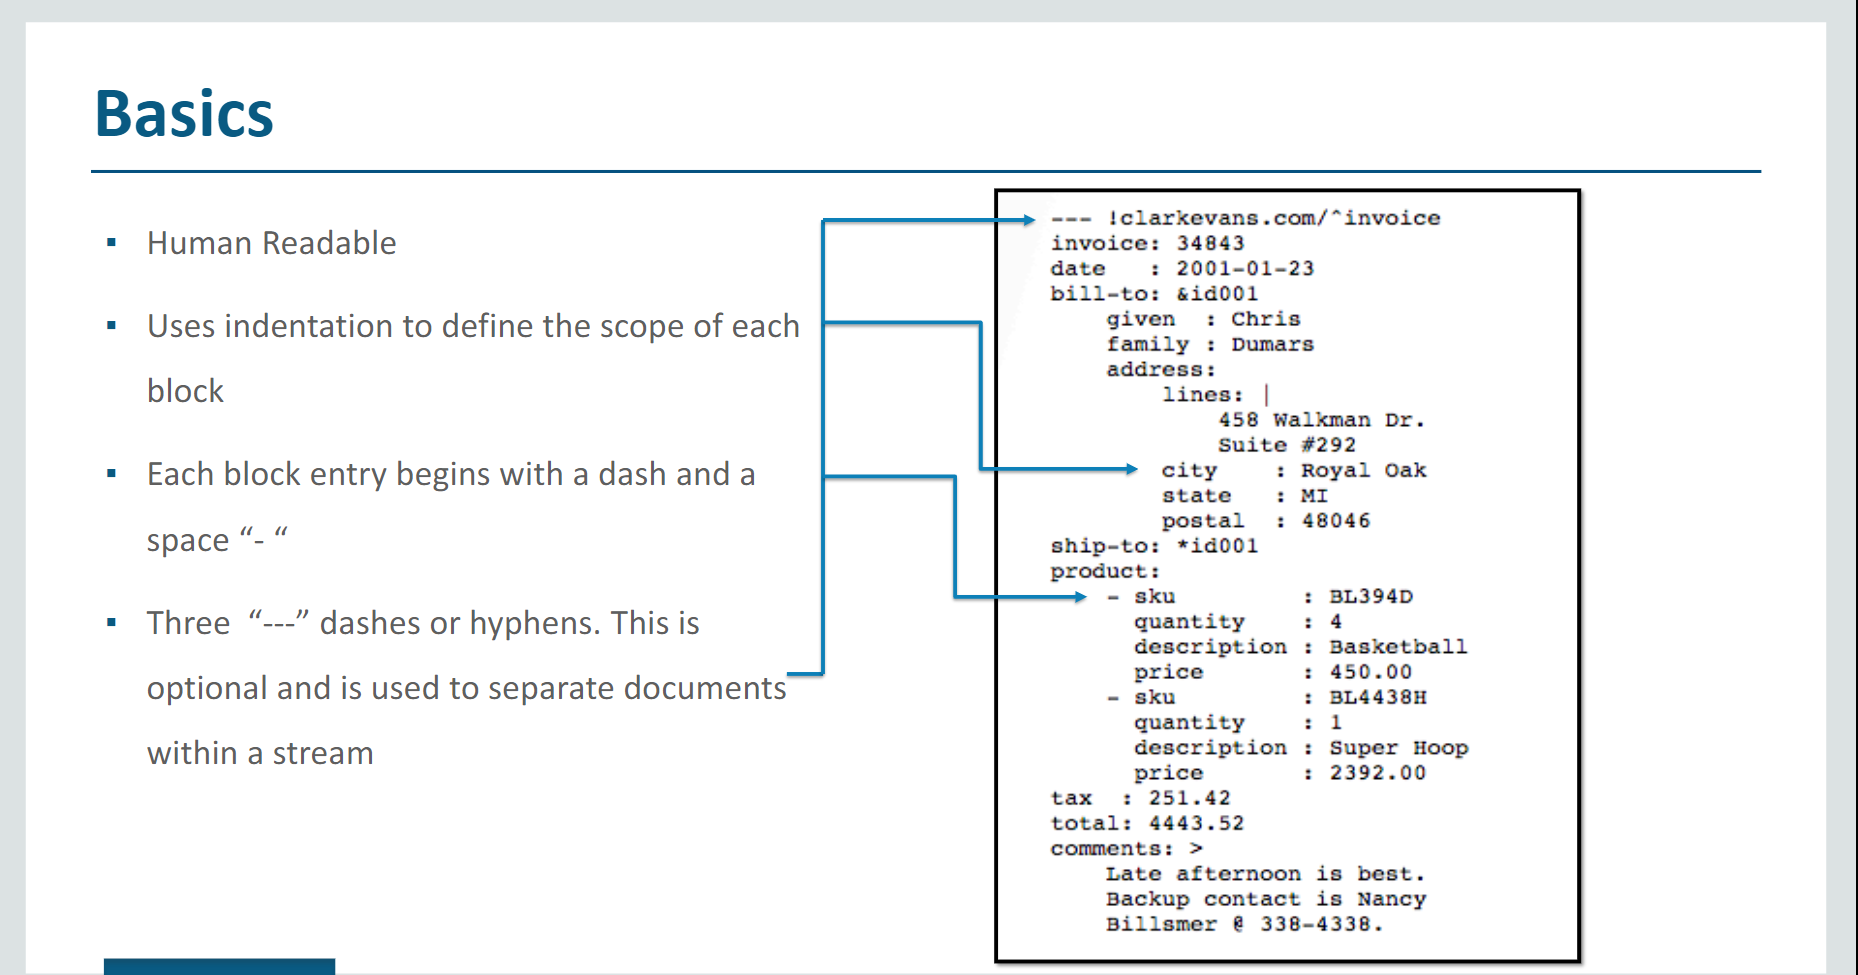 Basics
▪ Human Readable
▪ Uses indentation to define the scope of each
block
▪ Each block entry begins with a dash and a
space “- “
▪ Three  “---” dashes or hyphens. This is
optional and is used to separate documents
within a stream
--- !clarkevans.com/^invoice
invoice: 34843
date   : 2001-01-23
bill-to: &id001
    given  : Chris
    family : Dumars
    address:
        lines: |
            458 Walkman Dr.
            Suite #292
        city    : Royal Oak
        state   : MI
        postal  : 48046
ship-to: *id001
product:
    - sku         : BL394D
      quantity    : 4
      description : Basketball
      price       : 450.00
    - sku         : BL4438H
      quantity    : 1
      description : Super Hoop
      price       : 2392.00
tax  : 251.42
total: 4443.52
comments: >
    Late afternoon is best.
    Backup contact is Nancy
    Billsmer @ 338-4338.